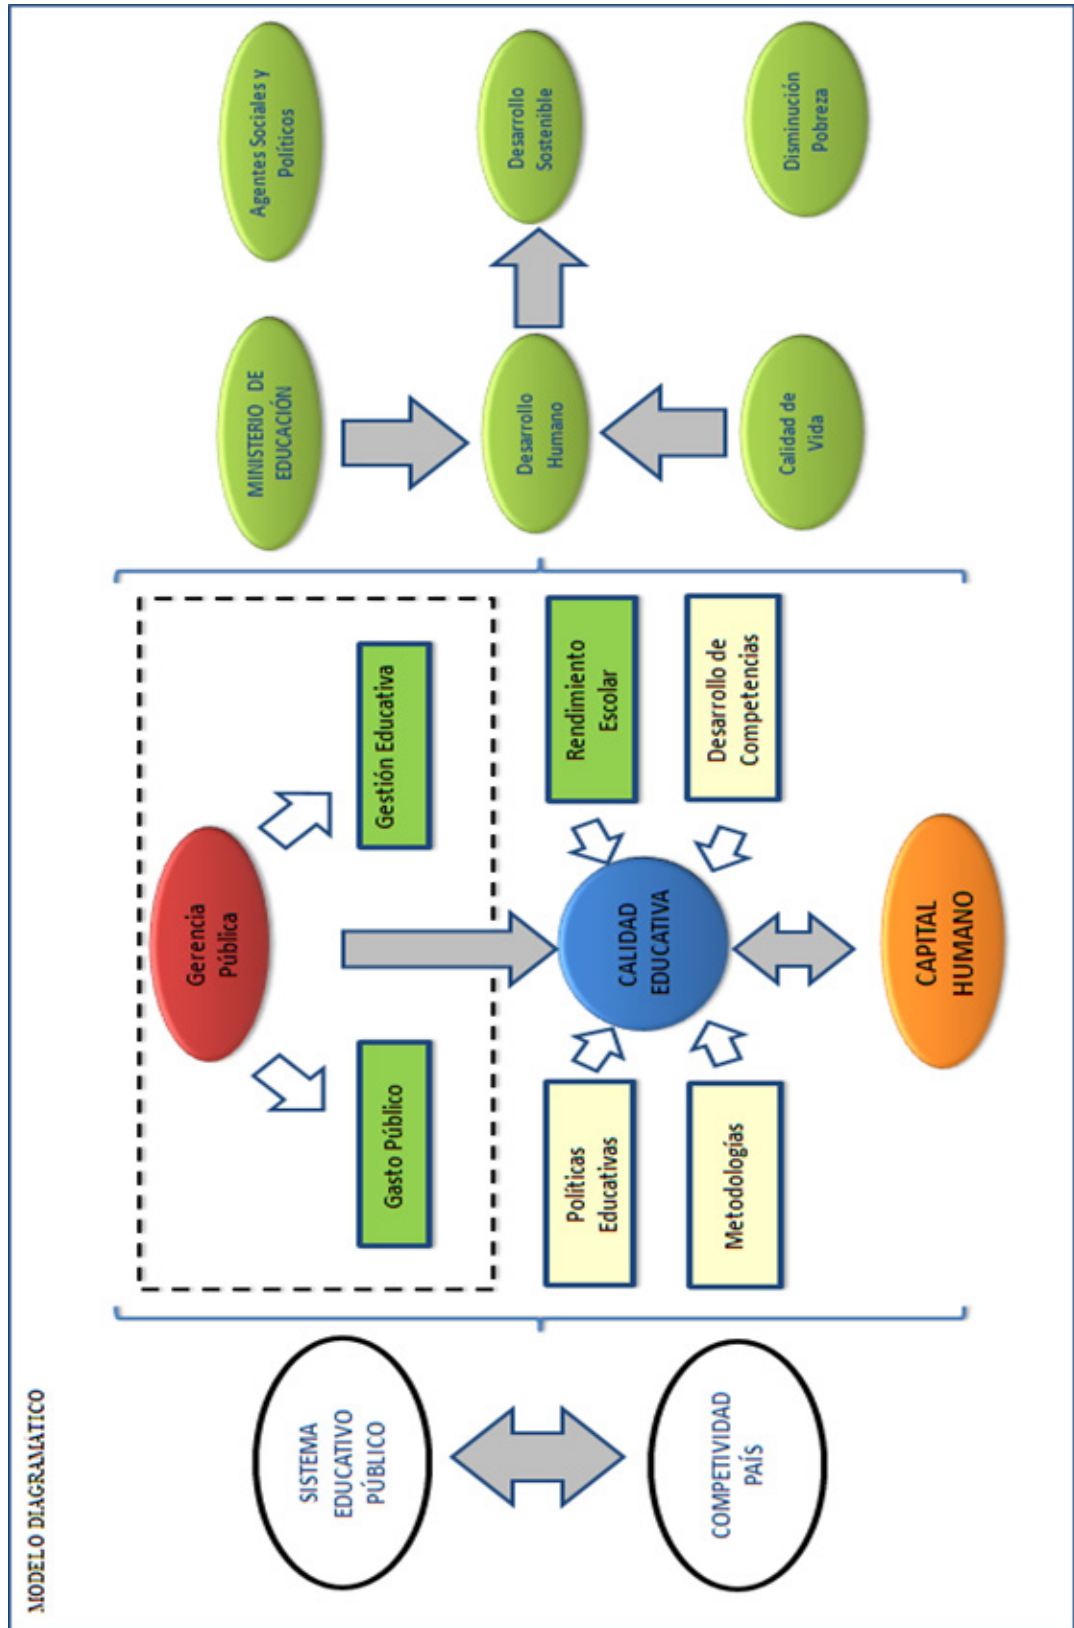 MODELO DIAGRAMATICO
SISTEMA
EDUCATIVO
PÚBLICO
COMPETIVIDAD
PAÍS
Gerencia
Pública
Gasto Público
Gestión Educativa
Políticas
Educativas
Rendimiento
Escolar
CALIDAD
EDUCATIVA
Metodologías
Desarrollo de
Competencias
CAPITAL
HUMANO
MINISTERIO DE
EDUCACIÓN
Agentes Sociales y
Políticos
Desarrollo
Humano
Desarrollo
Sostenible
Calidad de
Vida
Disminución
Pobreza